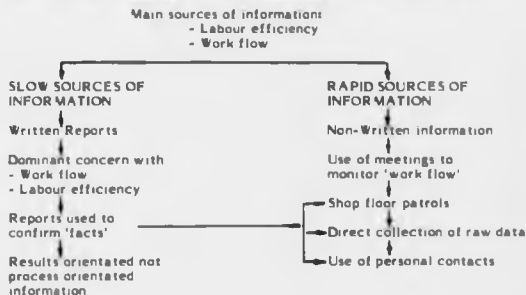 Main sources of information:
- Labour efficiency
- Work flow
SLOW SOURCES OF
INFORMATION
Written Reports
Dominant concern with
- Work flow
- Labour efficiency
Reports used to
confirm 'facts'
Results orientated not
process orientated
information
RAPID SOURCES OF
INFORMATION
Non-Written information
Use of meetings to
monitor 'work flow'
Shop floor patrols
Direct collection of raw data
Use of personal contacts